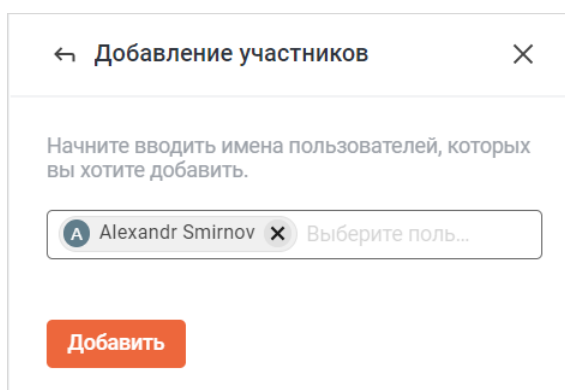 Добавление участников
Начните вводить имена пользователей, которых
вы хотите добавить.
A Alexandr Smirnov Выберите поль...
Добавить